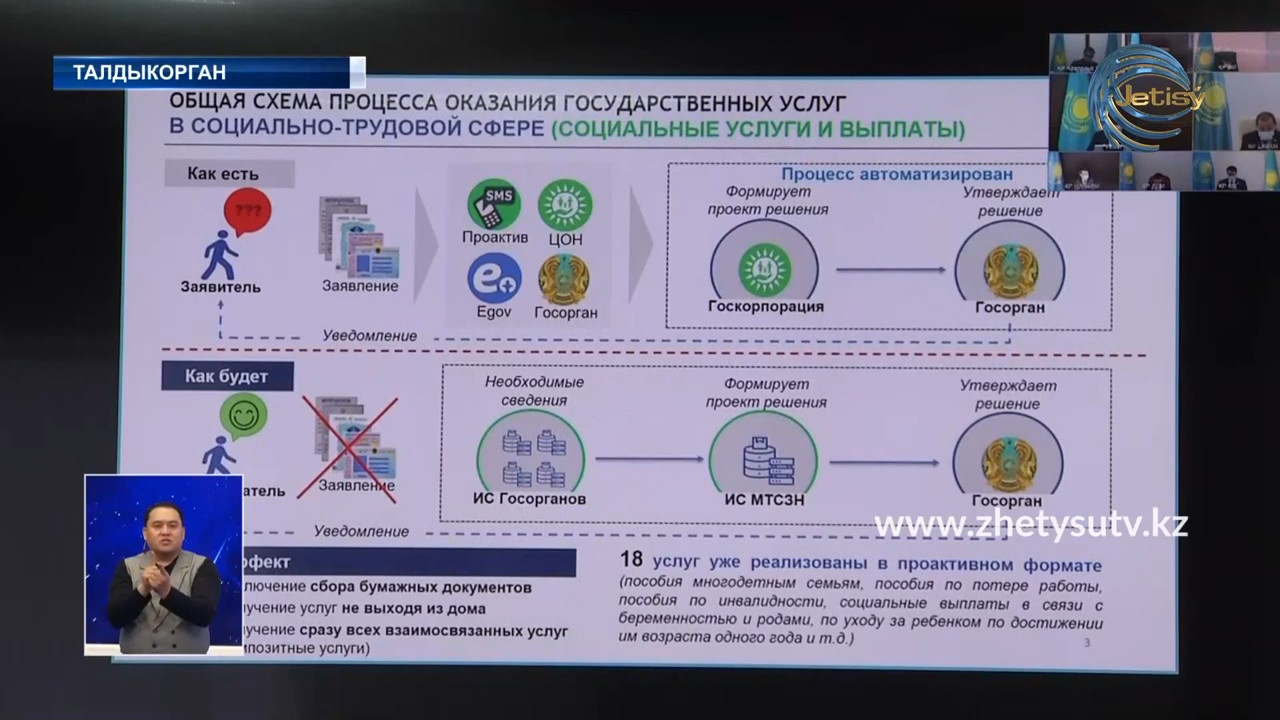 ТАЛДЫКОРГАН
Jetisý
ОБЩАЯ СХЕМА ПРОЦЕССА ОКАЗАНИЯ ГОСУДАРСТВЕННЫХ УСЛУГ
В СОЦИАЛЬНО-ТРУДОВОЙ СФЕРЕ (СОЦИАЛЬНЫЕ УСЛУГИ И ВЫПЛАТЫ)
Как есть
???
Заявитель
Заявление
SMS
Проактив
ЦОН
Egov
Госорган
Процесс автоматизирован
Формирует
проект решения
Госкорпорация
Утверждает
решение
Госорган
Уведомление
Как будет
Заявление
Необходимые
сведения
ИС Госорганов
Формирует
проект решения
ИС МТСЗН
Утверждает
решение
Госорган
Уведомление
www.zhetysutv.kz
сбора бумажных документов
услуг не выходя из дома
сразу всех взаимосвязанных услуг
услуги)
18 услуг уже реализованы в проактивном формате
(пособия многодетным семьям, пособия по потере работы,
пособия по инвалидности, социальные выплаты в связи с
беременностью и родами, по уходу за ребенком по достижении
им возраста одного года и т.д.)
3